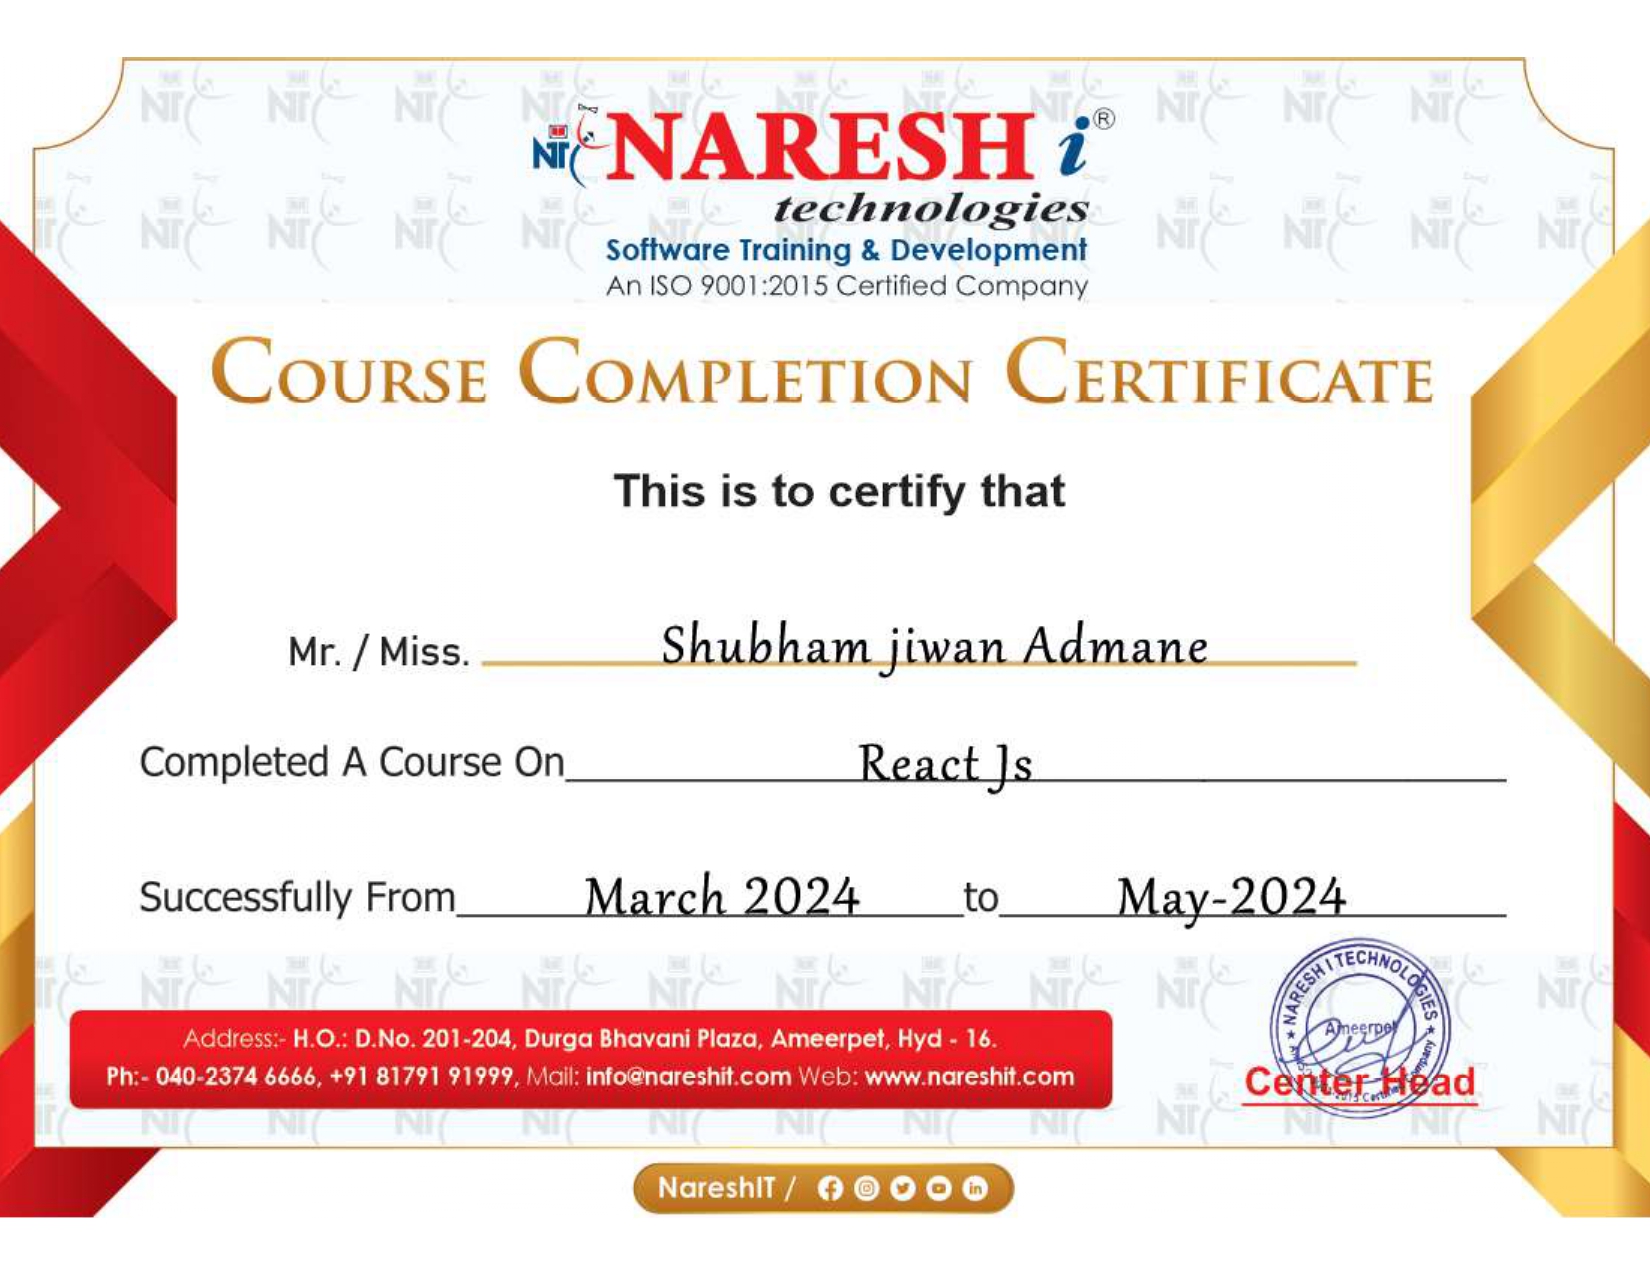 NIT NARESH i®
technologies
Software Training & Development
An ISO 9001:2015 Certified Company
COURSE COMPLETION CERTIFICATE
This is to certify that
Mr. / Miss. Shubham jiwan Admane
Completed A Course On React Js
Successfully From March 2024 to May-2024
Address:- H.O.: D.No. 201-204, Durga Bhavani Plaza, Ameerpet, Hyd - 16.
Ph:- 040-2374 6666, +91 81791 91999, Mail: info@nareshit.com Web: www.nareshit.com
NARESH I TECHNOLOGIES
Ameerpet
Center Head
NareshIT /